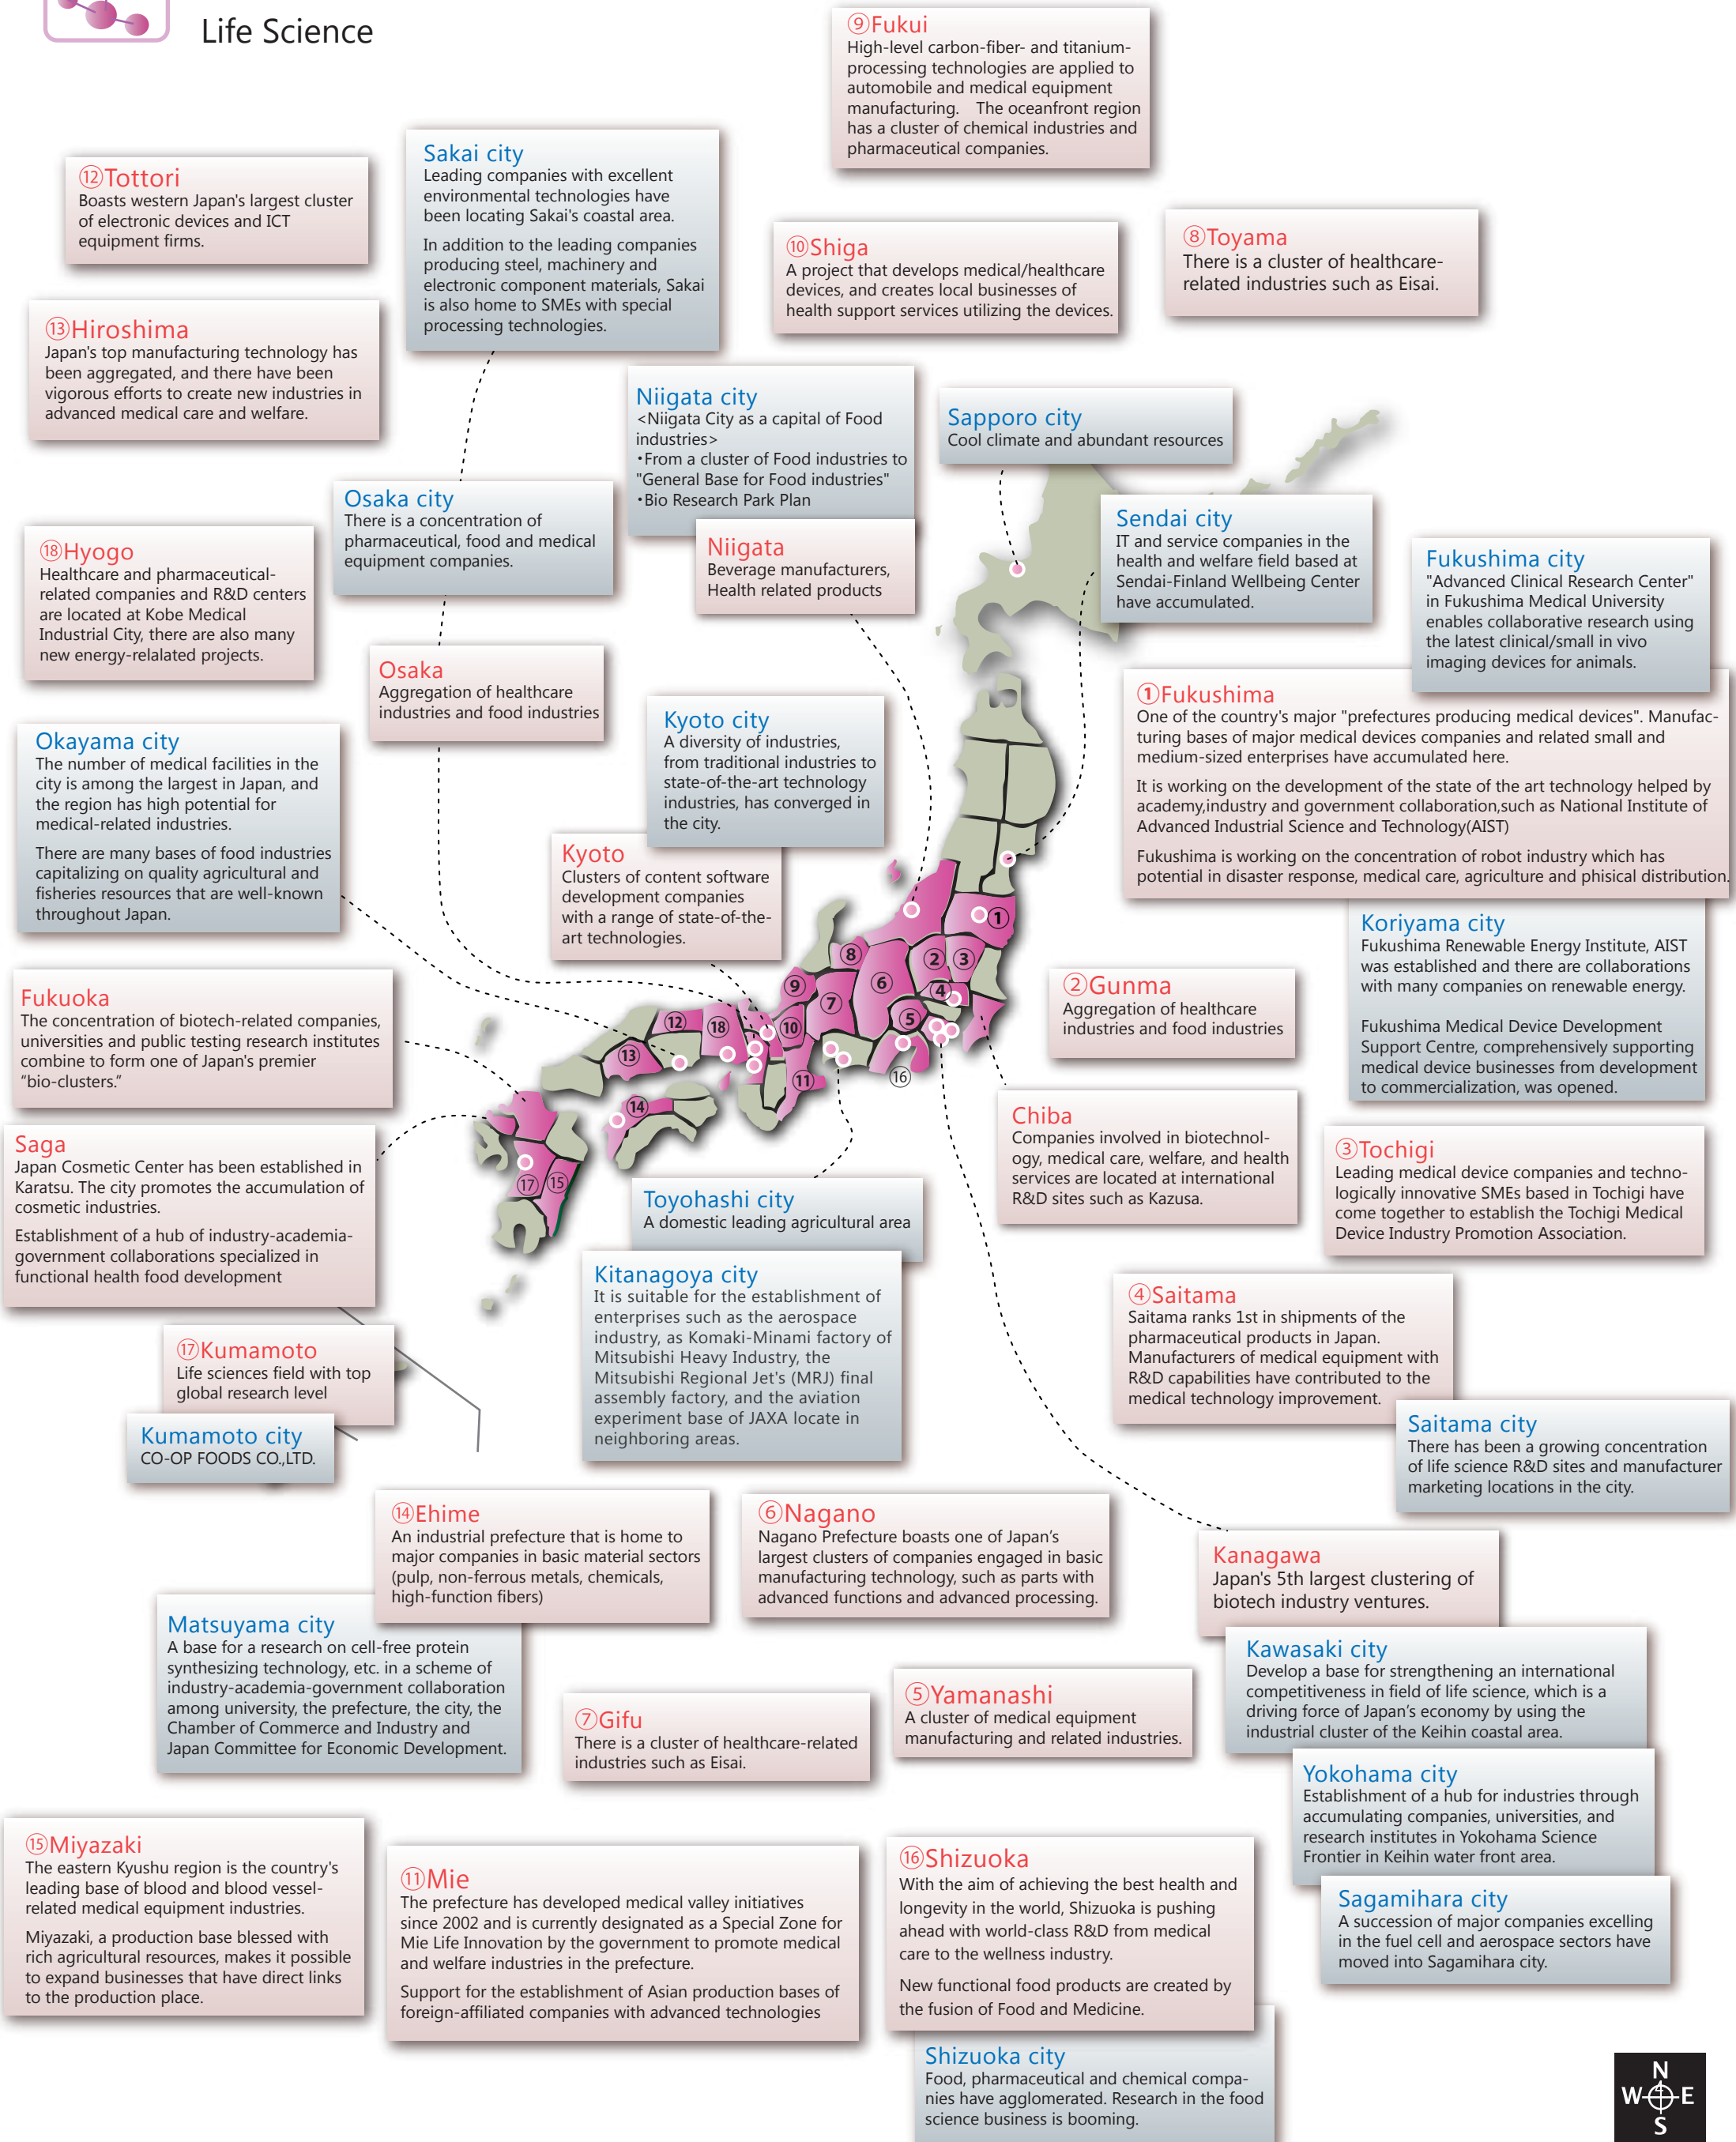 Life Science
⑨Fukui
High-level carbon-fiber- and titanium-
processing technologies are applied to
automobile and medical equipment
manufacturing. The oceanfront region
has a cluster of chemical industries and
pharmaceutical companies.
⑫Tottori
Boasts western Japan's largest cluster
of electronic devices and ICT
equipment firms.
Sakai city
Leading companies with excellent
environmental technologies have
been locating Sakai's coastal area.
In addition to the leading companies
producing steel, machinery and
electronic component materials, Sakai
is also home to SMEs with special
processing technologies.
⑩Shiga
A project that develops medical/healthcare
devices, and creates local businesses of
health support services utilizing the devices.
⑧Toyama
There is a cluster of healthcare-
related industries such as Eisai.
⑬Hiroshima
Japan's top manufacturing technology has
been aggregated, and there have been
vigorous efforts to create new industries in
advanced medical care and welfare.
Niigata city
<Niigata City as a capital of Food
industries>
・From a cluster of Food industries to
"General Base for Food industries"
・Bio Research Park Plan
Niigata
Beverage manufacturers,
Health related products
Sapporo city
Cool climate and abundant resources
Osaka city
There is a concentration of
pharmaceutical, food and medical
equipment companies.
Sendai city
IT and service companies in the
health and welfare field based at
Sendai-Finland Wellbeing Center
have accumulated.
⑱Hyogo
Healthcare and pharmaceutical-
related companies and R&D centers
are located at Kobe Medical
Industrial City, there are also many
new energy-relalated projects.
Fukushima city
"Advanced Clinical Research Center"
in Fukushima Medical University
enables collaborative research using
the latest clinical/small in vivo
imaging devices for animals.
Osaka
Aggregation of healthcare
industries and food industries
①Fukushima
One of the country's major "prefectures producing medical devices". Manufac-
turing bases of major medical devices companies and related small and
medium-sized enterprises have accumulated here.
It is working on the development of the state of the art technology helped by
academy,industry and government collaboration,such as National Institute of
Advanced Industrial Science and Technology(AIST)
Fukushima is working on the concentration of robot industry which has
potential in disaster response, medical care, agriculture and phisical distribution.
Okayama city
The number of medical facilities in the
city is among the largest in Japan, and
the region has high potential for
medical-related industries.
There are many bases of food industries
capitalizing on quality agricultural and
fisheries resources that are well-known
throughout Japan.
Kyoto city
A diversity of industries,
from traditional industries to
state-of-the-art technology
industries, has converged in
the city.
Kyoto
Clusters of content software
development companies
with a range of state-of-the-
art technologies.
Koriyama city
Fukushima Renewable Energy Institute, AIST
was established and there are collaborations
with many companies on renewable energy.
Fukushima Medical Device Development
Support Centre, comprehensively supporting
medical device businesses from development
to commercialization, was opened.
①
②
③
④
⑤
⑥
⑦
⑧
⑨
⑩
⑪
⑫
⑬
⑭
⑮
⑯
⑰
⑱
②Gunma
Aggregation of healthcare
industries and food industries
Fukuoka
The concentration of biotech-related companies,
universities and public testing research institutes
combine to form one of Japan's premier
“bio-clusters.”
Chiba
Companies involved in biotechnol-
ogy, medical care, welfare, and health
services are located at international
R&D sites such as Kazusa.
Saga
Japan Cosmetic Center has been established in
Karatsu. The city promotes the accumulation of
cosmetic industries.
Establishment of a hub of industry-academia-
government collaborations specialized in
functional health food development
③Tochigi
Leading medical device companies and techno-
logically innovative SMEs based in Tochigi have
come together to establish the Tochigi Medical
Device Industry Promotion Association.
Toyohashi city
A domestic leading agricultural area
Kitanagoya city
It is suitable for the establishment of
enterprises such as the aerospace
industry, as Komaki-Minami factory of
Mitsubishi Heavy Industry, the
Mitsubishi Regional Jet's (MRJ) final
assembly factory, and the aviation
experiment base of JAXA locate in
neighboring areas.
④Saitama
Saitama ranks 1st in shipments of the
pharmaceutical products in Japan.
Manufacturers of medical equipment with
R&D capabilities have contributed to the
medical technology improvement.
⑰Kumamoto
Life sciences field with top
global research level
Kumamoto city
CO-OP FOODS CO.,LTD.
Saitama city
There has been a growing concentration
of life science R&D sites and manufacturer
marketing locations in the city.
⑭Ehime
An industrial prefecture that is home to
major companies in basic material sectors
(pulp, non-ferrous metals, chemicals,
high-function fibers)
⑥Nagano
Nagano Prefecture boasts one of Japan’s
largest clusters of companies engaged in basic
manufacturing technology, such as parts with
advanced functions and advanced processing.
Kanagawa
Japan's 5th largest clustering of
biotech industry ventures.
Matsuyama city
A base for a research on cell-free protein
synthesizing technology, etc. in a scheme of
industry-academia-government collaboration
among university, the prefecture, the city, the
Chamber of Commerce and Industry and
Japan Committee for Economic Development.
Kawasaki city
Develop a base for strengthening an international
competitiveness in field of life science, which is a
driving force of Japan’s economy by using the
industrial cluster of the Keihin coastal area.
⑤Yamanashi
A cluster of medical equipment
manufacturing and related industries.
⑦Gifu
There is a cluster of healthcare-related
industries such as Eisai.
Yokohama city
Establishment of a hub for industries through
accumulating companies, universities, and
research institutes in Yokohama Science
Frontier in Keihin water front area.
⑮Miyazaki
The eastern Kyushu region is the country's
leading base of blood and blood vessel-
related medical equipment industries.
Miyazaki, a production base blessed with
rich agricultural resources, makes it possible
to expand businesses that have direct links
to the production place.
⑪Mie
The prefecture has developed medical valley initiatives
since 2002 and is currently designated as a Special Zone for
Mie Life Innovation by the government to promote medical
and welfare industries in the prefecture.
Support for the establishment of Asian production bases of
foreign-affiliated companies with advanced technologies
⑯Shizuoka
With the aim of achieving the best health and
longevity in the world, Shizuoka is pushing
ahead with world-class R&D from medical
care to the wellness industry.
New functional food products are created by
the fusion of Food and Medicine.
Sagamihara city
A succession of major companies excelling
in the fuel cell and aerospace sectors have
moved into Sagamihara city.
Shizuoka city
Food, pharmaceutical and chemical compa-
nies have agglomerated. Research in the food
science business is booming.
N
W E
S